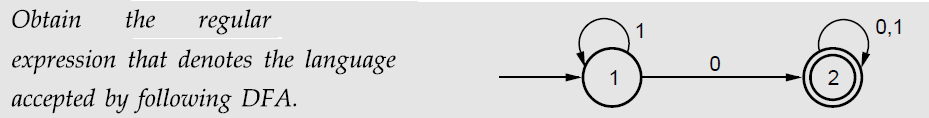 Obtain the regular
expression that denotes the language
accepted by following DFA.
1
0,1
0
1
2